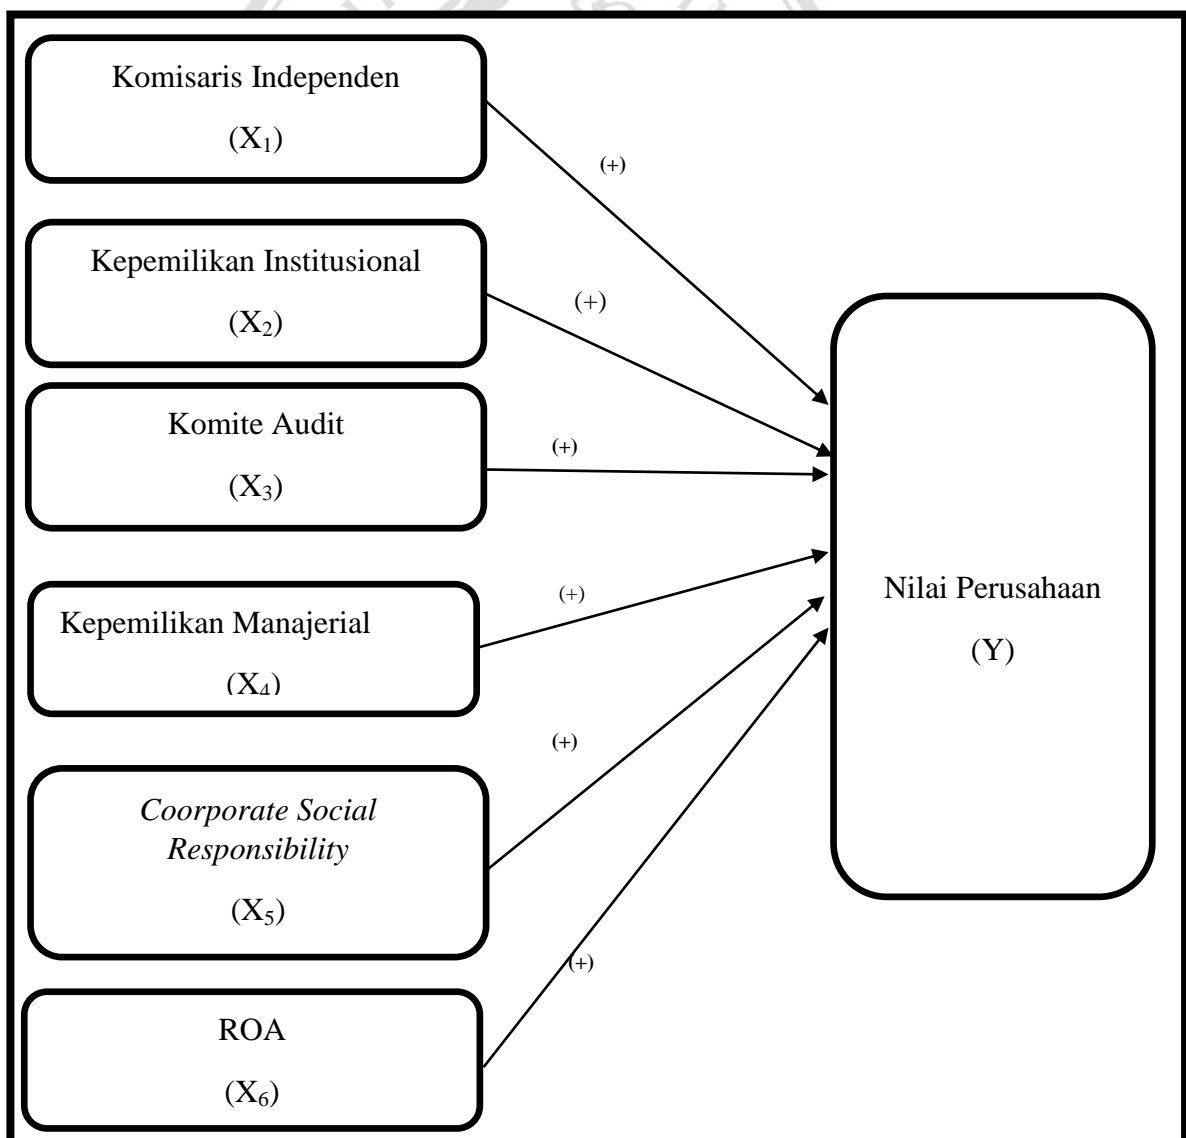 Komisaris Independen
(X₁)
(+)
Kepemilikan Institusional
(X₂)
(+)
Komite Audit
(X₃)
(+)
Kepemilikan Manajerial
(X₄)
(+)
Coorporate Social
Responsibility
(X₅)
(+)
ROA
(X₆)
(+)
Nilai Perusahaan
(Y)